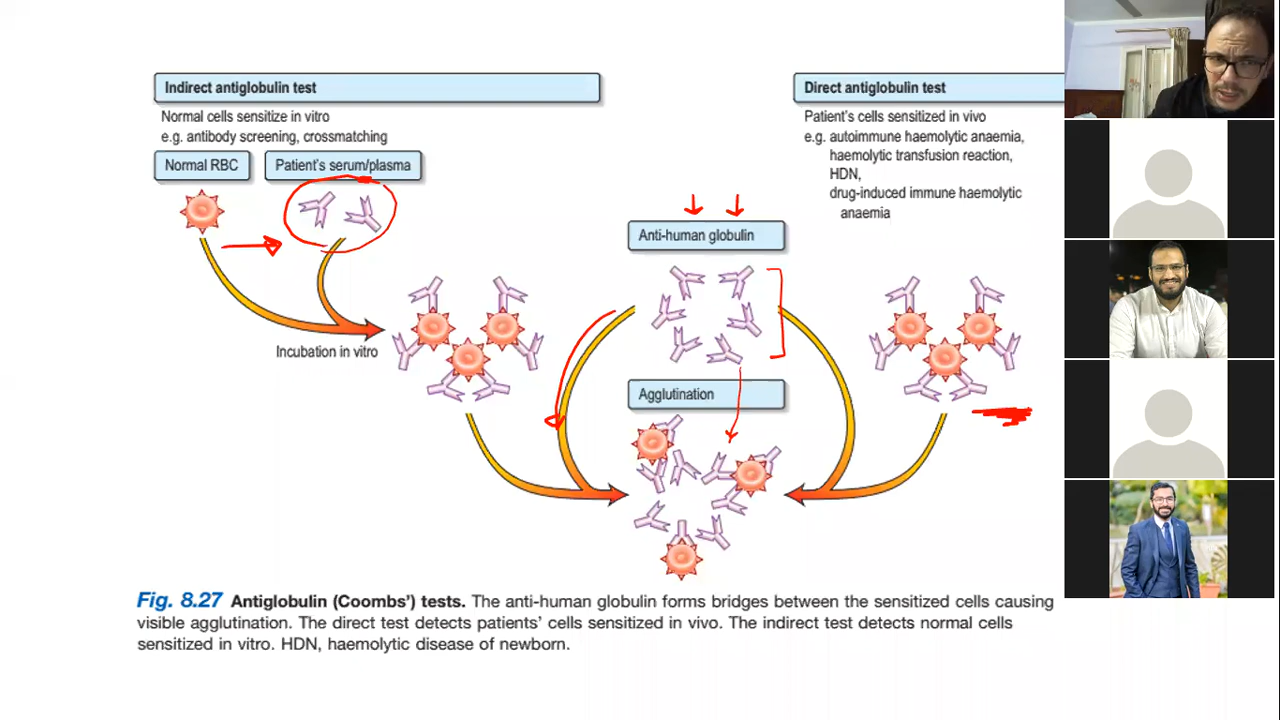 Indirect antiglobulin test
Normal cells sensitize in vitro
e.g. antibody screening, crossmatching
Normal RBC
Patient's serum/plasma
Incubation in vitro
Anti-human globulin
Agglutination
Direct antiglobulin test
Patient's cells sensitized in vivo
e.g. autoimmune haemolytic anaemia,
haemolytic transfusion reaction,
HDN,
drug-induced immune haemolytic
anaemia
Fig. 8.27 Antiglobulin (Coombs') tests. The anti-human globulin forms bridges between the sensitized cells causing
visible agglutination. The direct test detects patients' cells sensitized in vivo. The indirect test detects normal cells
sensitized in vitro. HDN, haemolytic disease of newborn.